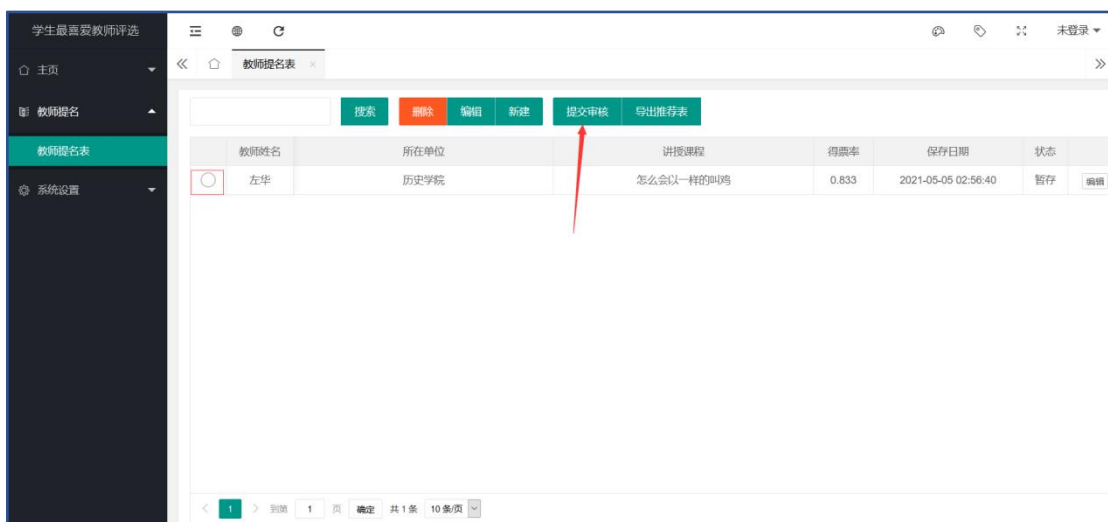 学生最喜爱教师评选
未登录
主页
教师提名表
教师提名
搜索 删除 编辑 新建 提交审核 导出推荐表
教师提名表
教师姓名 所在单位 讲授课程 得票率 保存日期 状态
系统设置
左华 历史学院 怎么会以一样的叫鸡 0.833 2021-05-05 02:56:40 暂存 编辑
1 到第 1 页 确定 共1条 10条/页